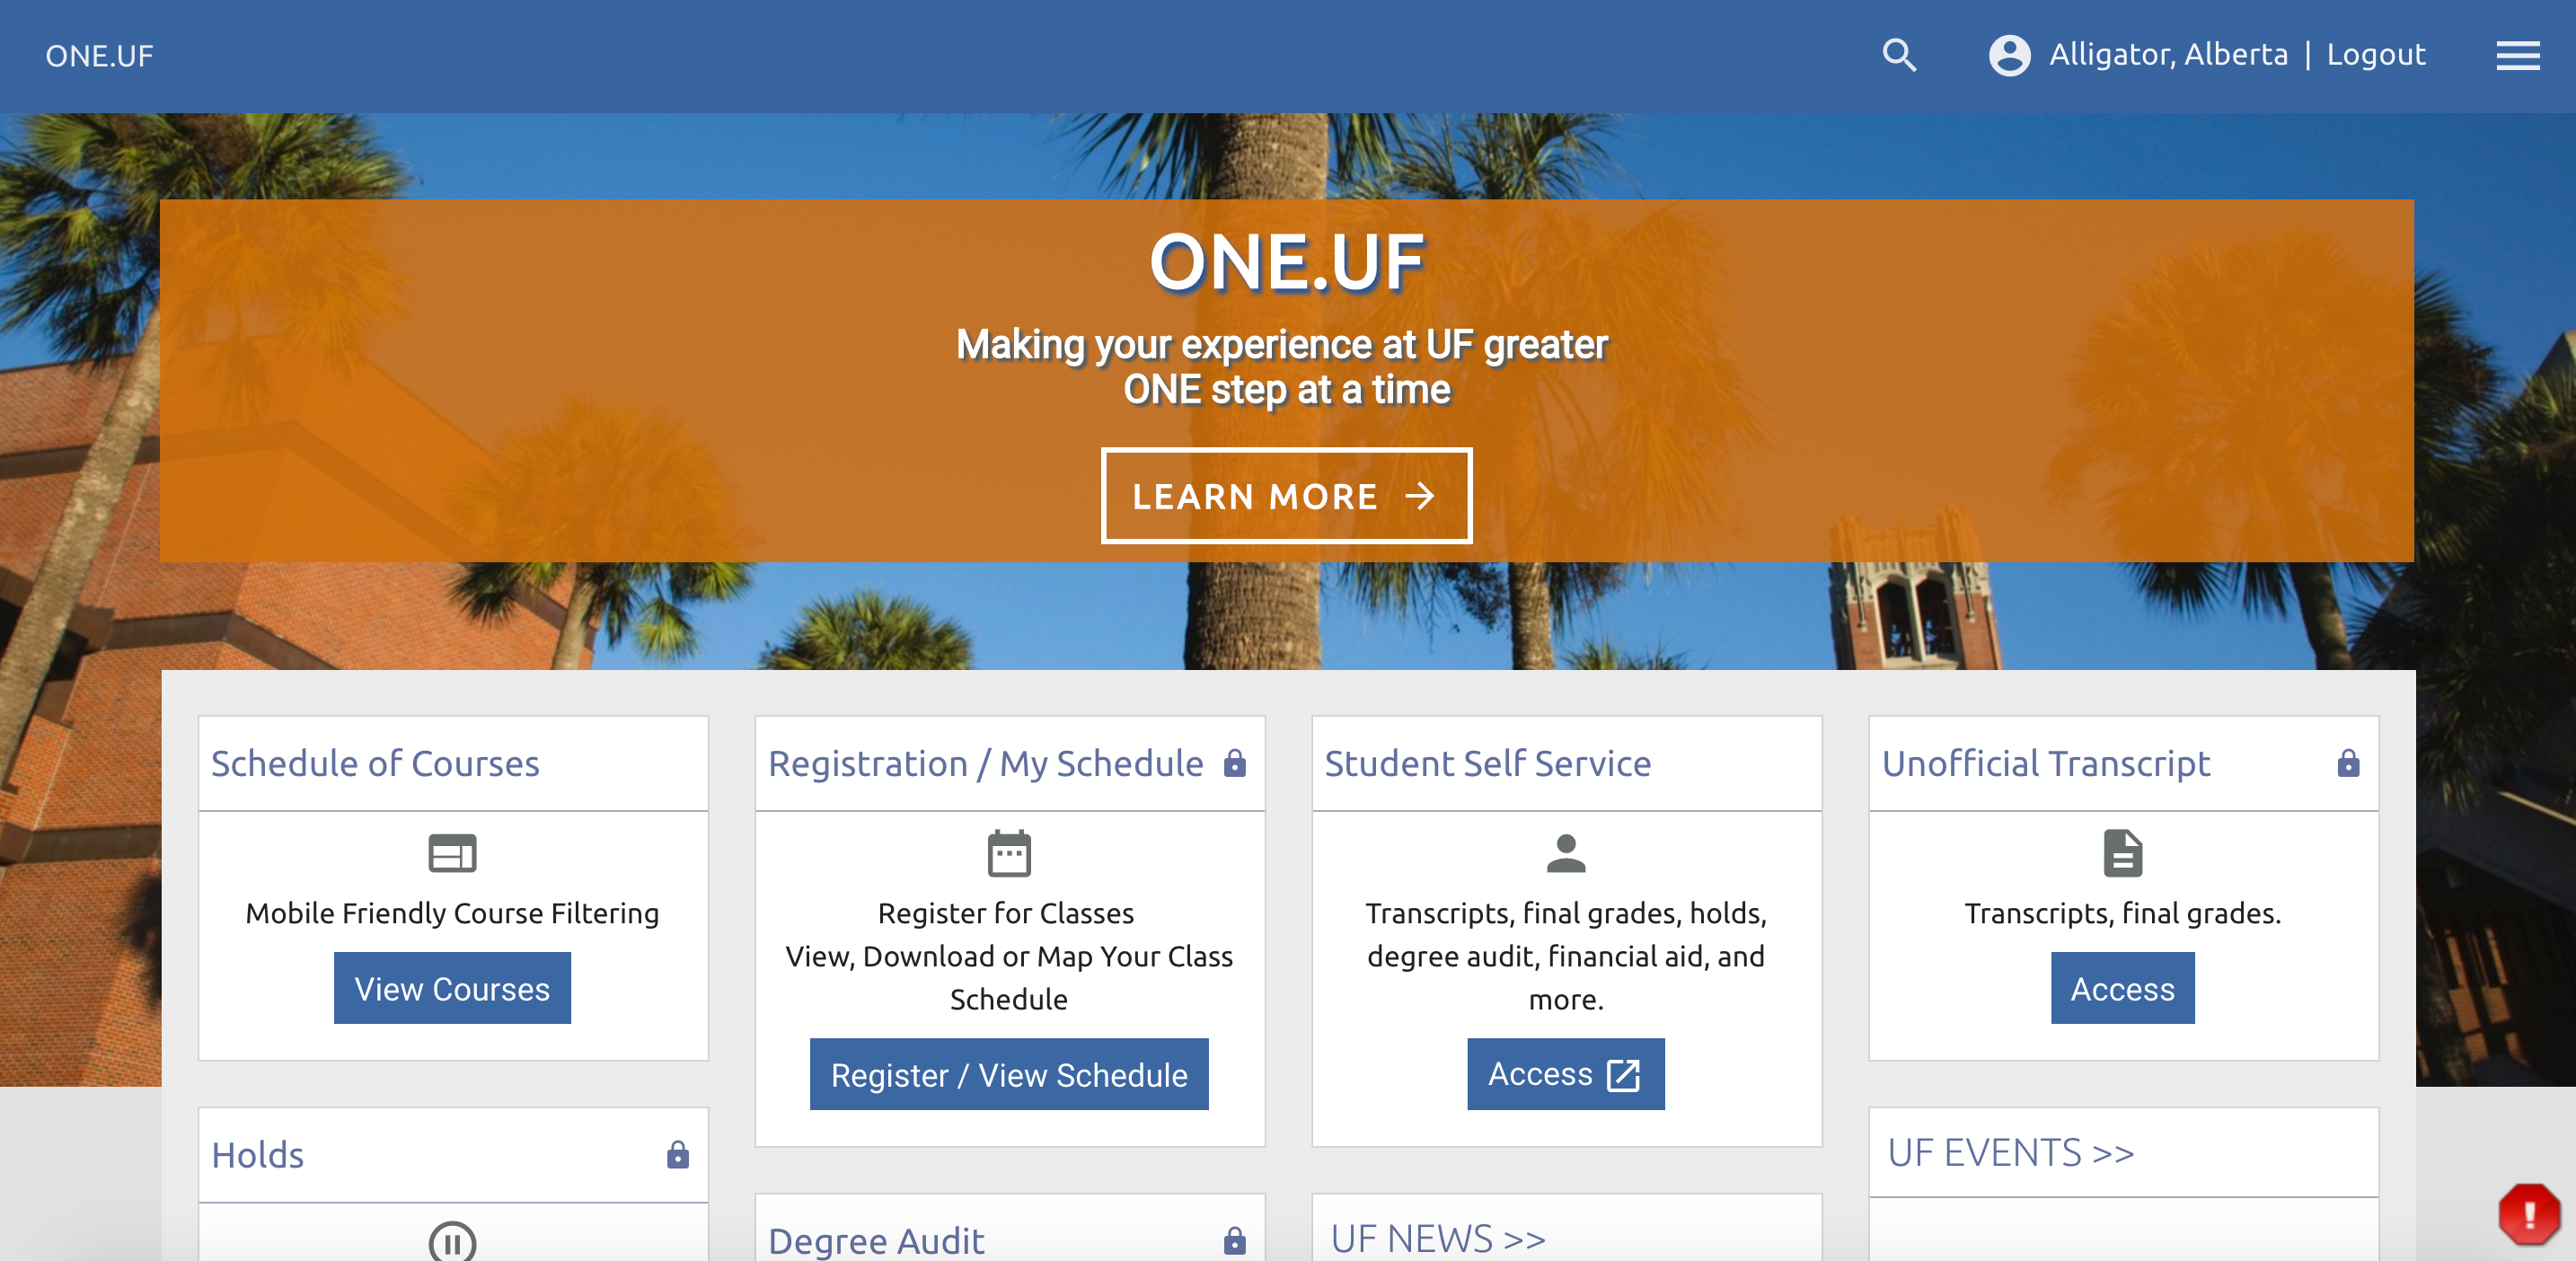 ONE.UF
Alligator, Alberta | Logout
ONE.UF
Making your experience at UF greater
ONE step at a time
LEARN MORE →
Schedule of Courses
Mobile Friendly Course Filtering
View Courses
Registration / My Schedule
Register for Classes
View, Download or Map Your Class
Schedule
Register / View Schedule
Student Self Service
Transcripts, final grades, holds,
degree audit, financial aid, and
more.
Access
Unofficial Transcript
Transcripts, final grades.
Access
Holds
Degree Audit
UF NEWS >>
UF EVENTS >>